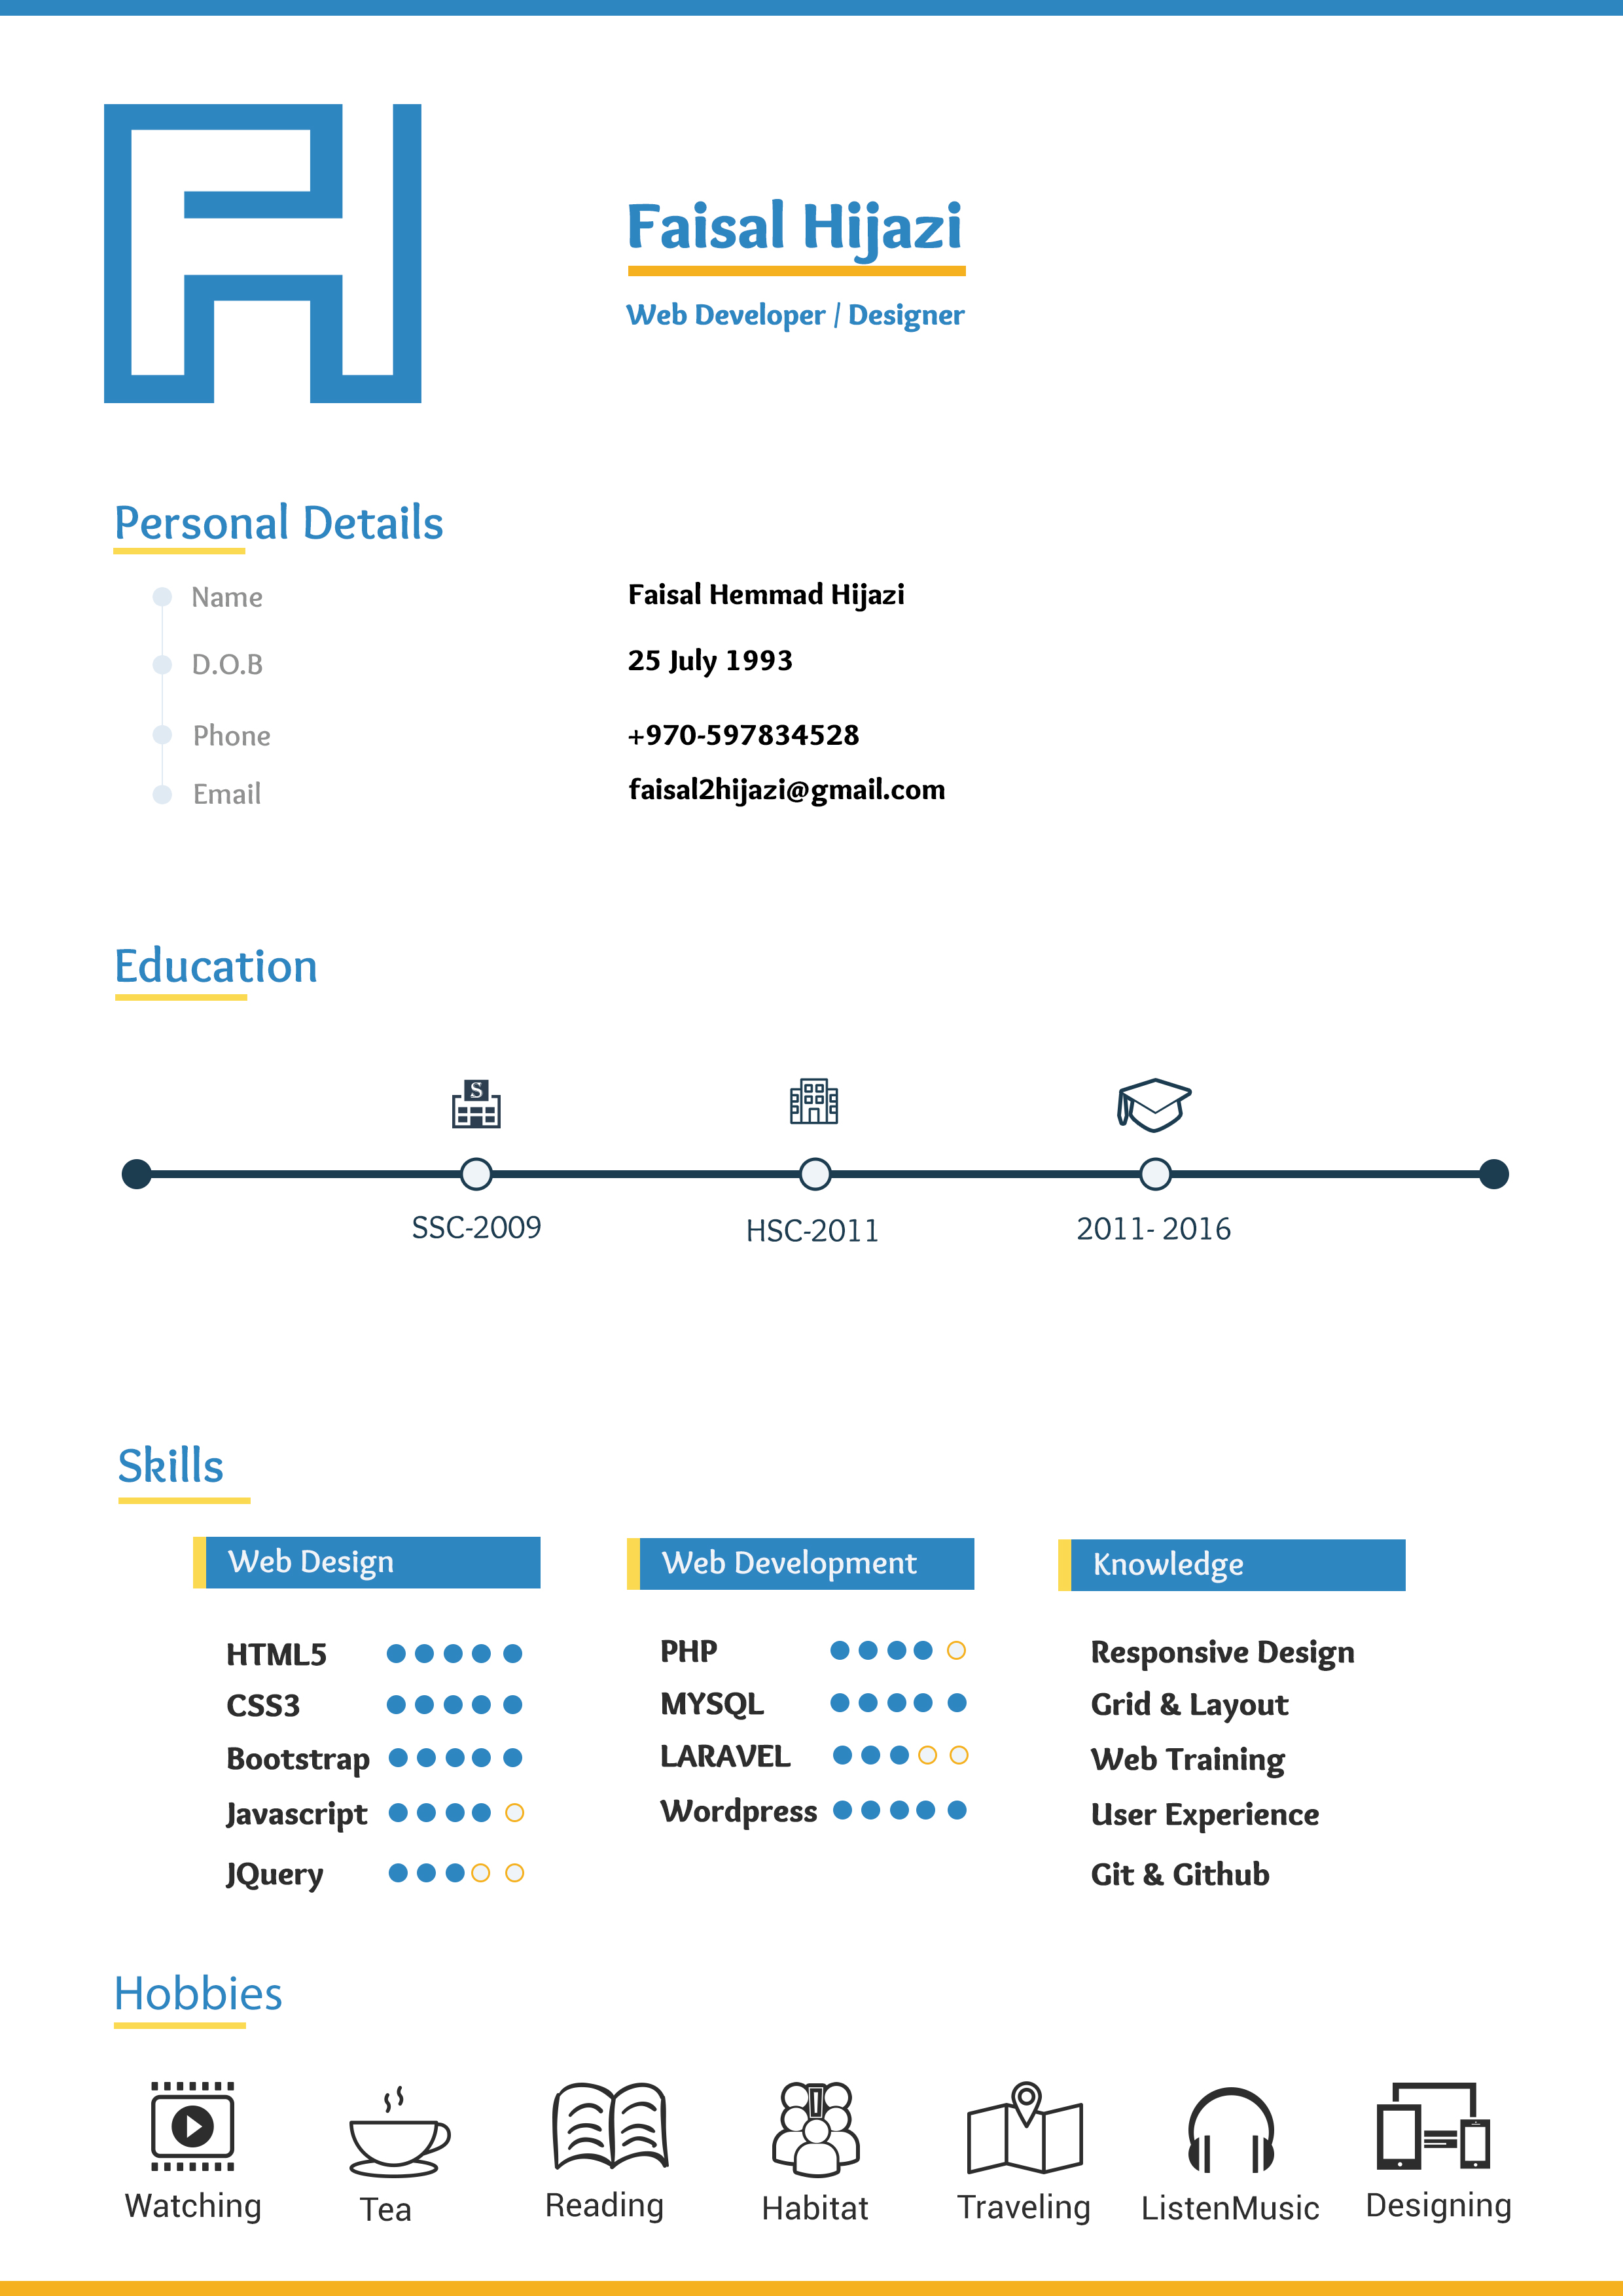 Faisal Hijazi
Web Developer / Designer
Personal Details
Name Faisal Hemmad Hijazi
D.O.B 25 July 1993
Phone +970-597834528
Email faisal2hijazi@gmail.com
Education
S
SSC-2009 HSC-2011 2011- 2016
Skills
Web Design
HTML5
CSS3
Bootstrap
Javascript
JQuery
Web Development
PHP
MYSQL
LARAVEL
Wordpress
Knowledge
Responsive Design
Grid & Layout
Web Training
User Experience
Git & Github
Hobbies
Watching Tea Reading Habitat Traveling ListenMusic Designing